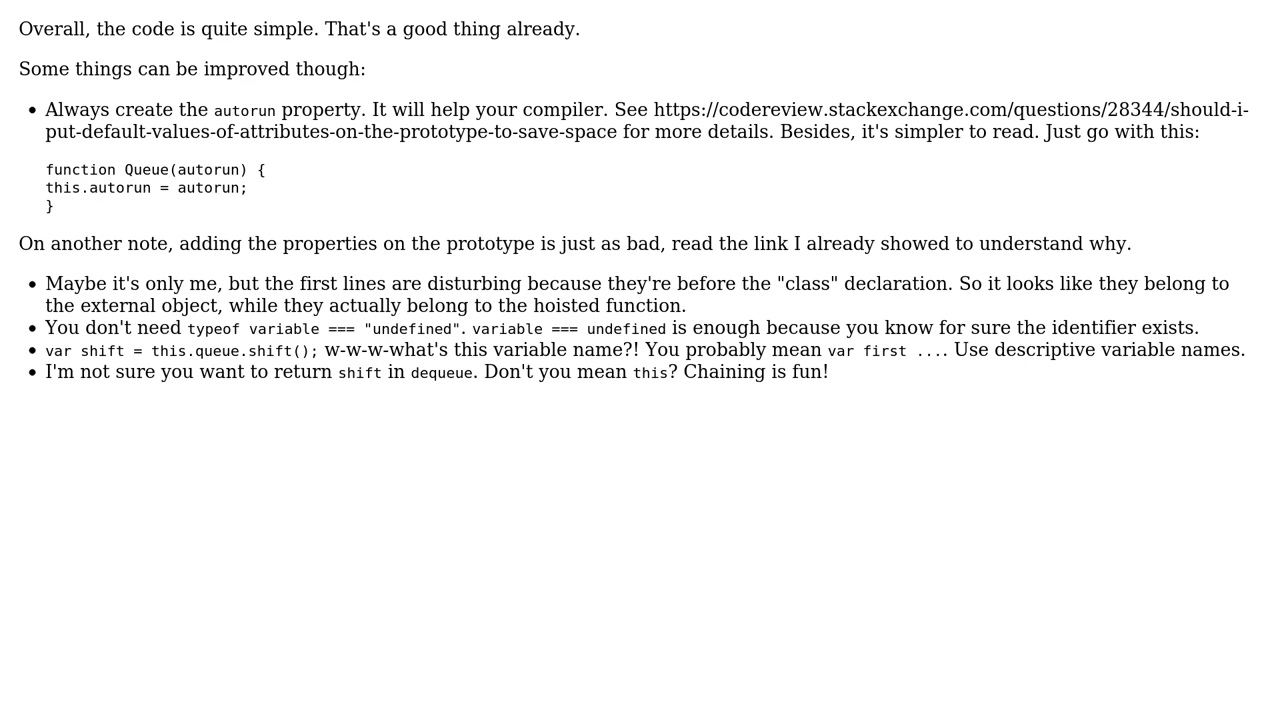 Overall, the code is quite simple. That's a good thing already.
Some things can be improved though:
• Always create the autorun property. It will help your compiler. See https://codereview.stackexchange.com/questions/28344/should-i-
put-default-values-of-attributes-on-the-prototype-to-save-space for more details. Besides, it's simpler to read. Just go with this:
function Queue(autorun) {
this.autorun = autorun;
}
On another note, adding the properties on the prototype is just as bad, read the link I already showed to understand why.
• Maybe it's only me, but the first lines are disturbing because they're before the "class" declaration. So it looks like they belong to
the external object, while they actually belong to the hoisted function.
• You don't need typeof variable === "undefined". variable === undefined is enough because you know for sure the identifier exists.
• var shift = this.queue.shift(); w-w-w-what's this variable name?! You probably mean var first .... Use descriptive variable names.
• I'm not sure you want to return shift in dequeue. Don't you mean this? Chaining is fun!